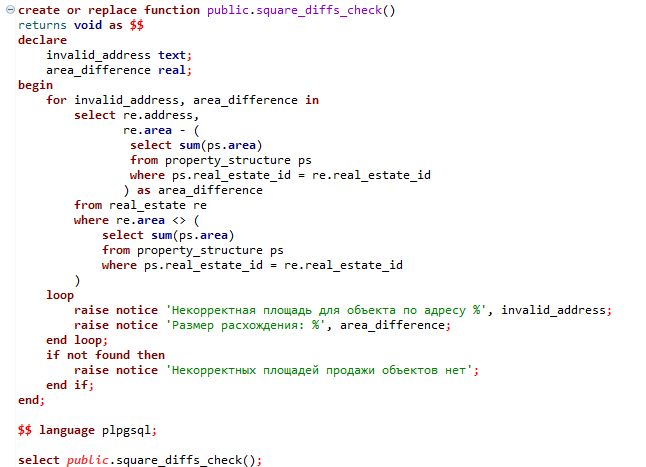 create or replace function public.square_diffs_check()
returns void as $$
declare
    invalid_address text;
    area_difference real;
begin
    for invalid_address, area_difference in
        select re.address,
               re.area - (
                select sum(ps.area)
                from property_structure ps
                where ps.real_estate_id = re.real_estate_id
               ) as area_difference
        from real_estate re
        where re.area <> (
            select sum(ps.area)
            from property_structure ps
            where ps.real_estate_id = re.real_estate_id
        )
    loop
        raise notice 'Некорректная площадь для объекта по адресу %', invalid_address;
        raise notice 'Размер расхождения: %', area_difference;
    end loop;
    if not found then
        raise notice 'Некорректных площадей продажи объектов нет';
    end if;
end;
$$ language plpgsql;
select public.square_diffs_check();